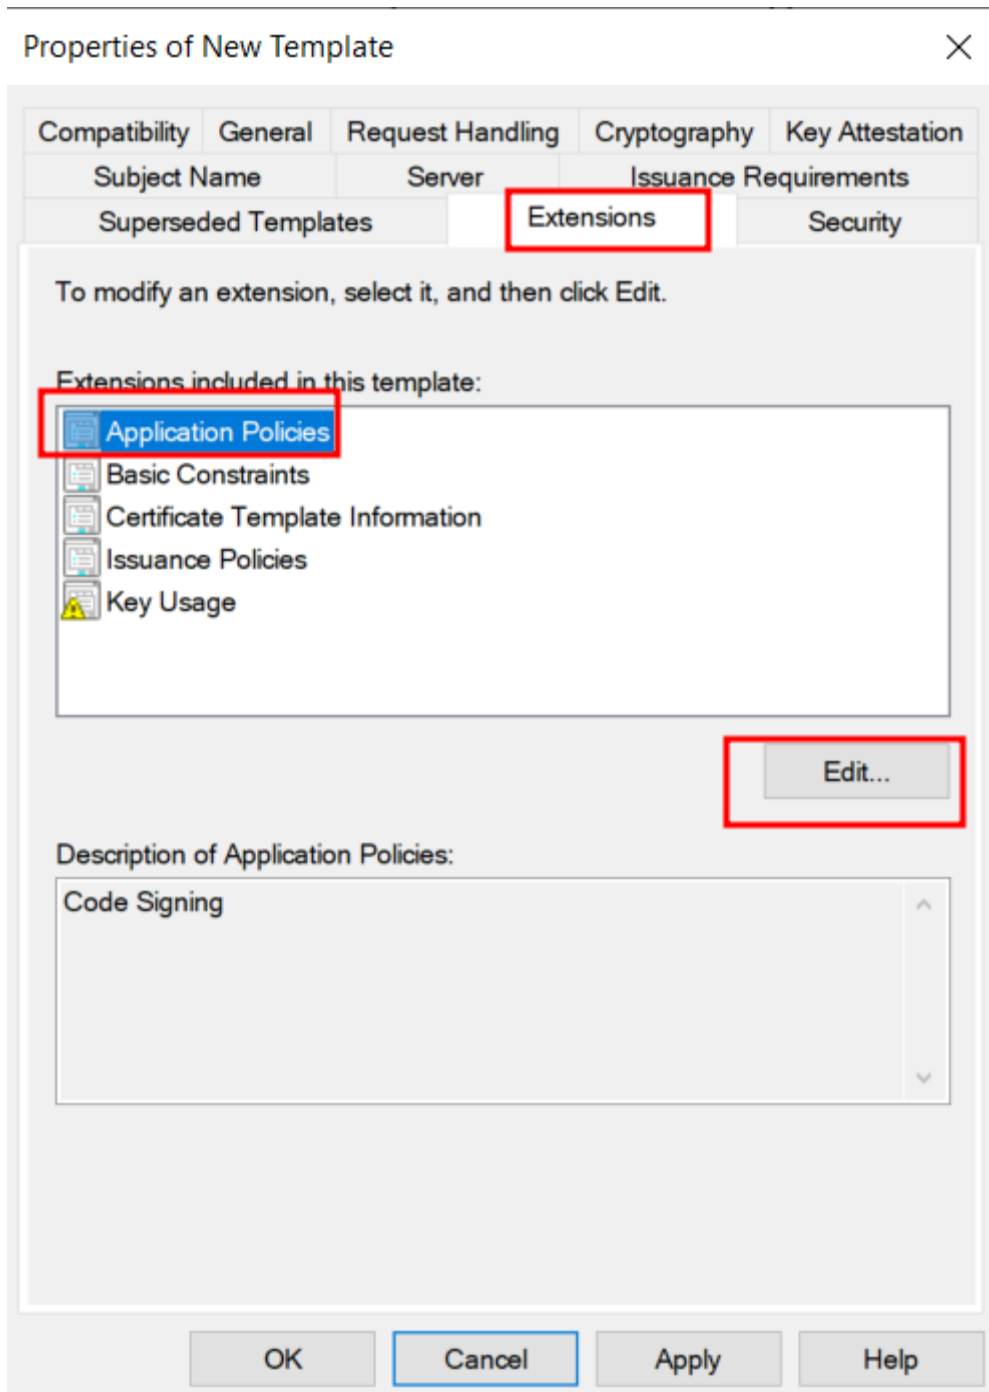 Properties of New Template
Compatibility General Request Handling Cryptography Key Attestation
Subject Name Server Issuance Requirements
Superseded Templates Extensions Security
To modify an extension, select it, and then click Edit.
Extensions included in this template:
Application Policies
Basic Constraints
Certificate Template Information
Issuance Policies
Key Usage
Edit...
Description of Application Policies:
Code Signing
OK Cancel Apply Help